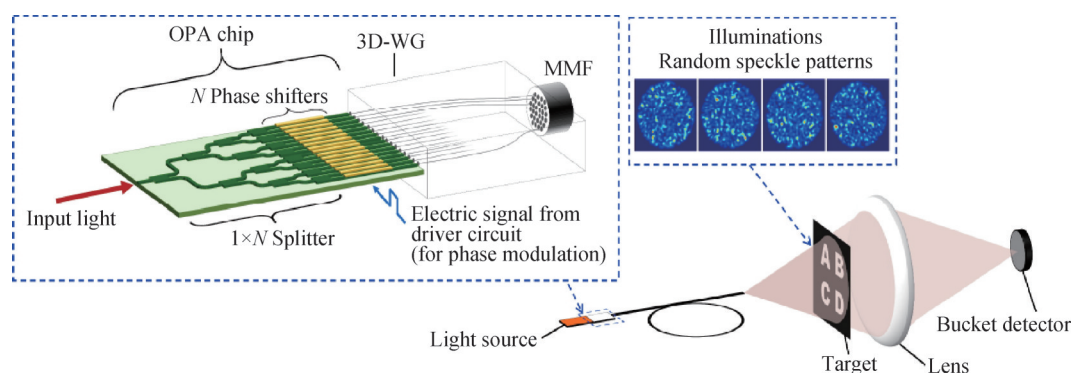 OPA chip
3D-WG
MMF
N Phase shifters
Input light
1×N Splitter
Electric signal from
driver circuit
(for phase modulation)
Illuminations
Random speckle patterns
Light source
A B
C D
Target
Lens
Bucket detector